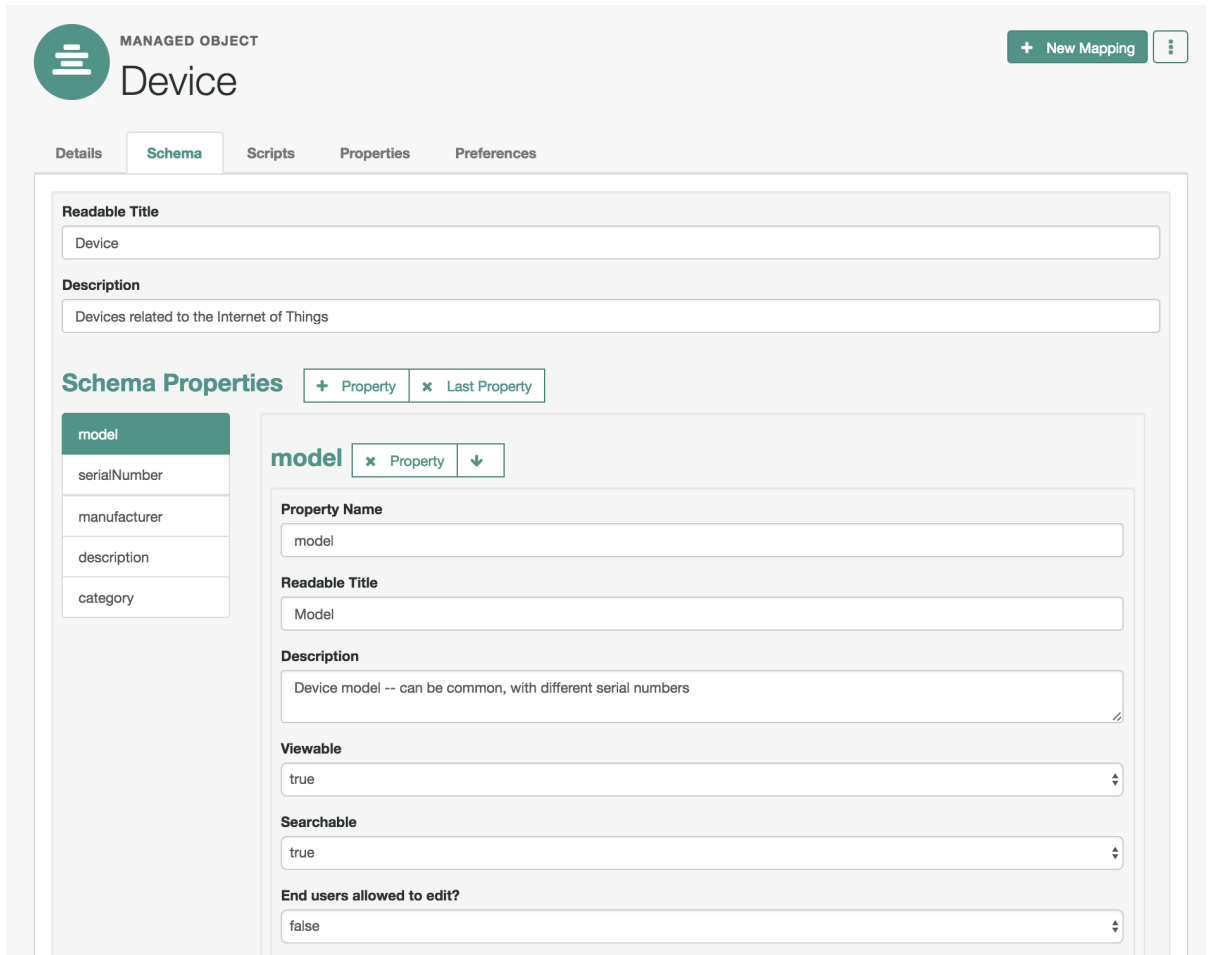 MANAGED OBJECT
Device
New Mapping
Details Schema Scripts Properties Preferences
Readable Title
Device
Description
Devices related to the Internet of Things
Schema Properties Property Last Property
model
serialNumber
manufacturer
description
category
model Property
Property Name
model
Readable Title
Model
Description
Device model -- can be common, with different serial numbers
Viewable
true
Searchable
true
End users allowed to edit?
false